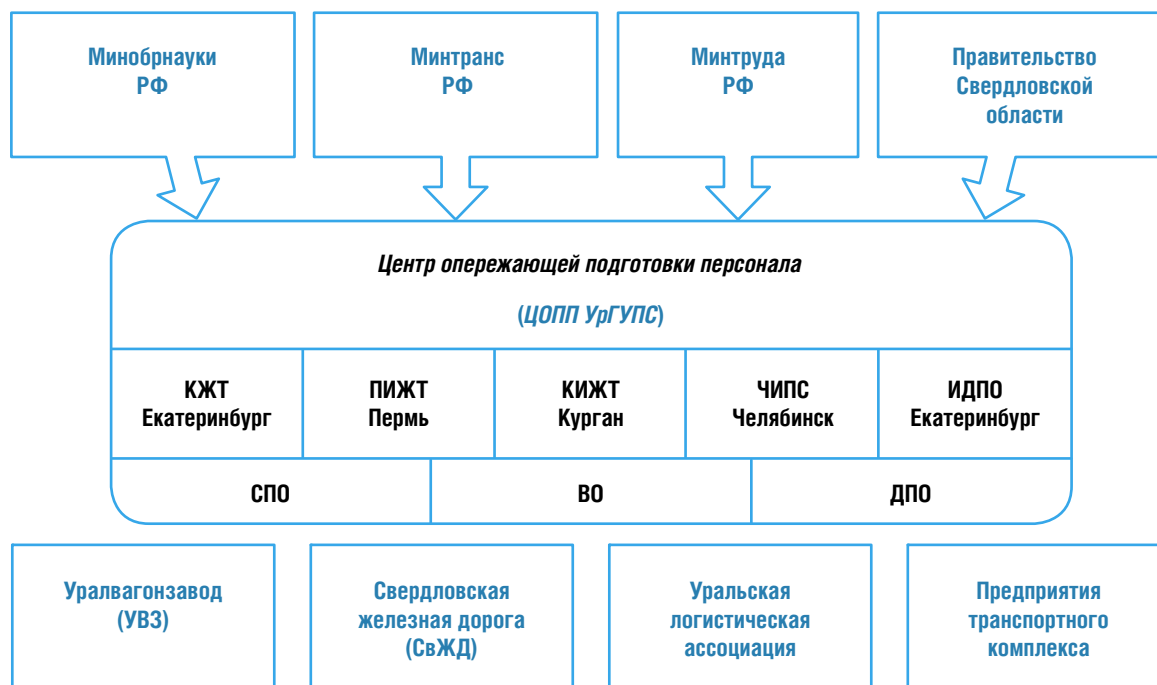 Минобрнауки
РФ
Минтранс
РФ
Минтруда
РФ
Правительство
Свердловской
области
Центр опережающей подготовки персонала
(ЦОПП УрГУПС)
КЖТ
Екатеринбург
ПИЖТ
Пермь
КИЖТ
Курган
ЧИПС
Челябинск
ИДПО
Екатеринбург
СПО
ВО
ДПО
Уралвагонзавод
(УВЗ)
Свердловская
железная дорога
(СвЖД)
Уральская
логистическая
ассоциация
Предприятия
транспортного
комплекса